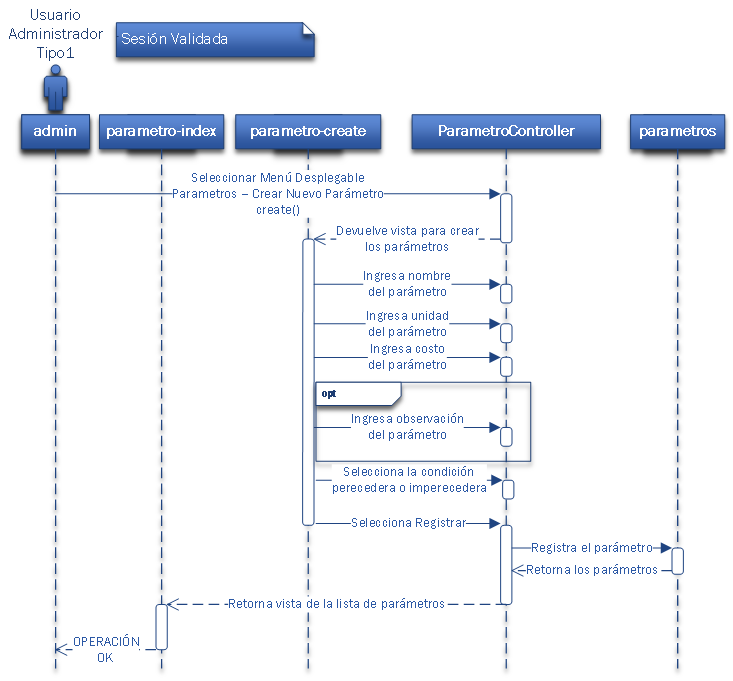 Usuario
Administrador
Tipo1
Sesión Validada
admin
parametro-index
parametro-create
ParametroController
parametros
Seleccionar Menú Desplegable
Parametros – Crear Nuevo Parámetro
create()
Devuelve vista para crear
los parámetros
Ingresa nombre
del parámetro
Ingresa unidad
del parámetro
Ingresa costo
del parámetro
opt
Ingresa observación
del parámetro
Selecciona la condición
perecedera o imperecedera
Selecciona Registrar
Registra el parámetro
Retorna los parámetros
Retorna vista de la lista de parámetros
OPERACIÓN
OK